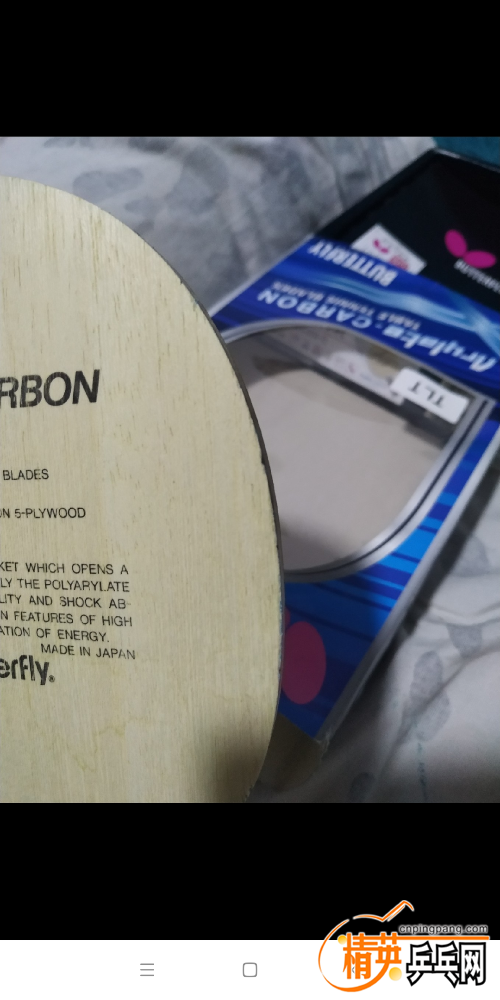 RBON
BLADES
N 5-PLYWOOD
KET WHICH OPENS A
LY THE POLYARYLATE
LITY AND SHOCK AB-
N FEATURES OF HIGH
ATION OF ENERGY.
MADE IN JAPAN
erfly®
BUTTERFLY
Arylate-CARBON
TABLE TENNIS BLADES
TLT
cnpingpang.com
精英乒乓网